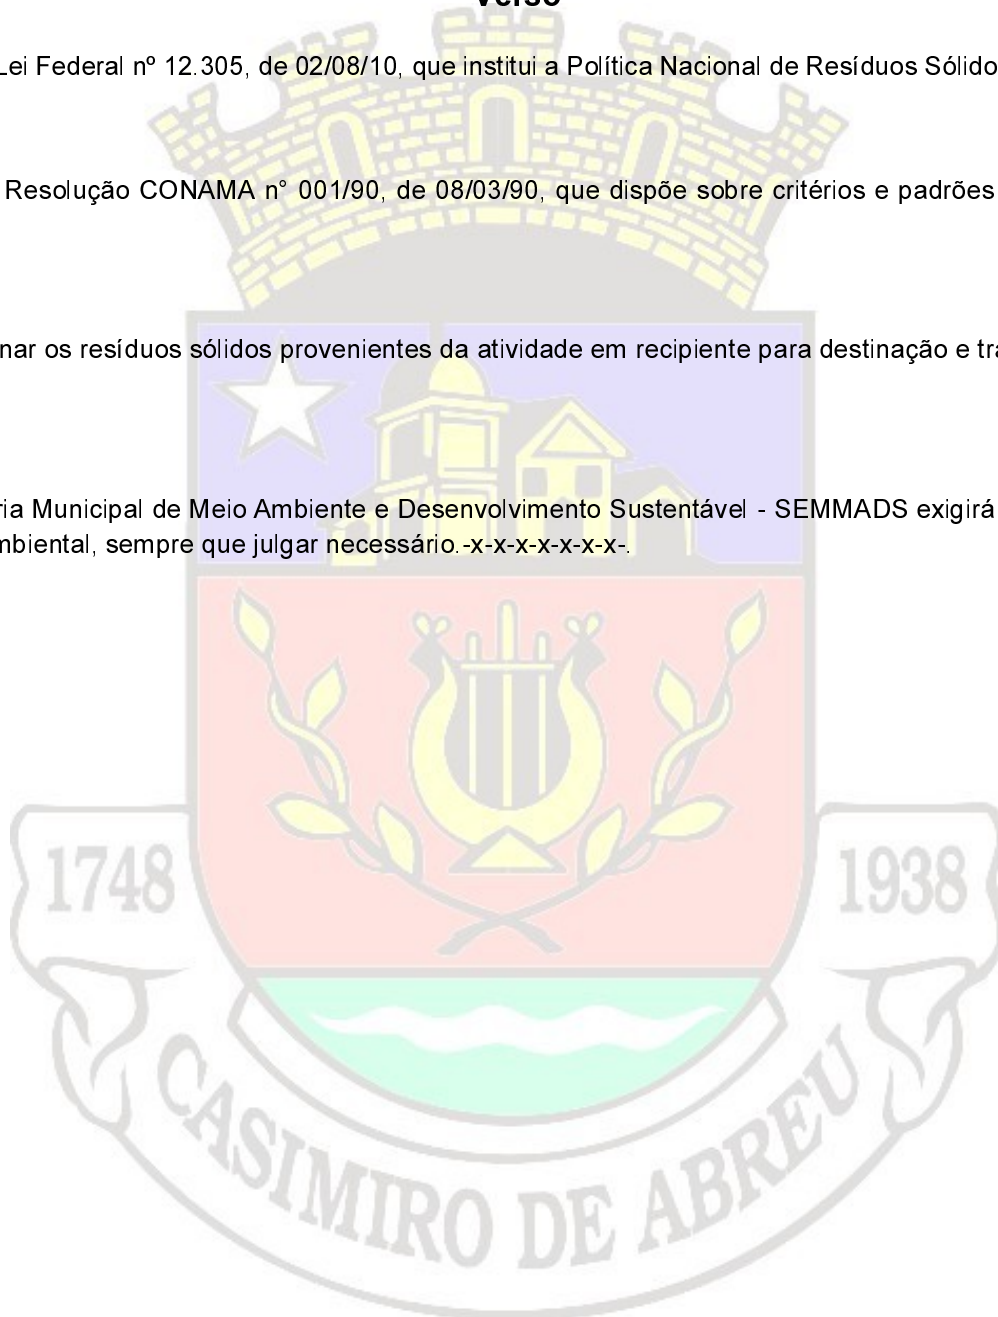 Verso
Lei Federal nº 12.305, de 02/08/10, que institui a Política Nacional de Resíduos Sólido
Resolução CONAMA n° 001/90, de 08/03/90, que dispõe sobre critérios e padrões
nar os resíduos sólidos provenientes da atividade em recipiente para destinação e tra
ria Municipal de Meio Ambiente e Desenvolvimento Sustentável - SEMMADS exigirá
mbiental, sempre que julgar necessário.-x-x-x-x-x-x-x-.
1748
1938
CASIMIRO DE ABREU